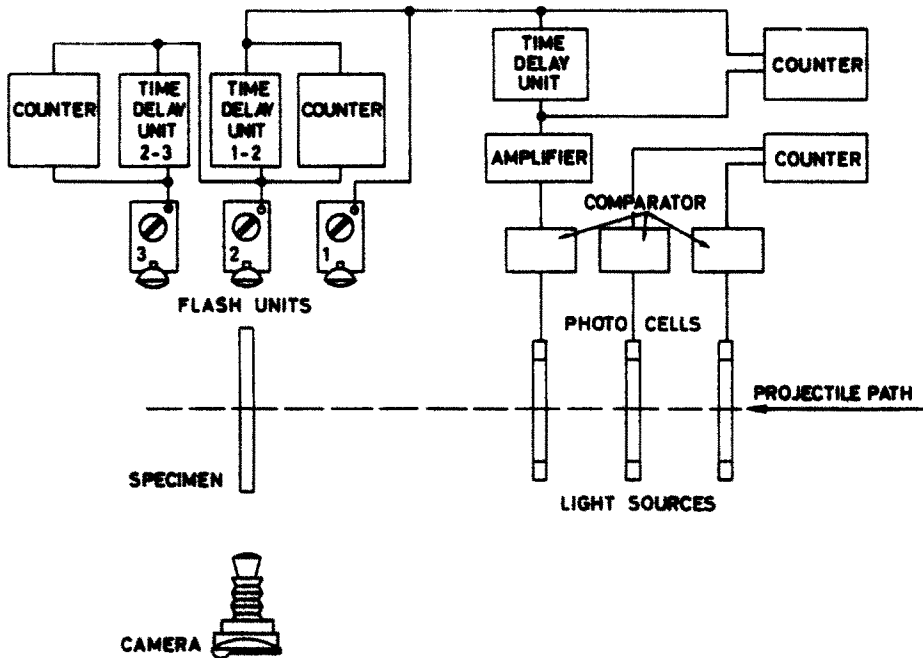 TIME
DELAY
UNIT
COUNTER
COUNTER
TIME
DELAY
UNIT
2-3
TIME
DELAY
UNIT
1-2
COUNTER
AMPLIFIER
COUNTER
COMPARATOR
3
2
1
FLASH UNITS
PHOTO CELLS
PROJECTILE PATH
SPECIMEN
LIGHT SOURCES
CAMERA